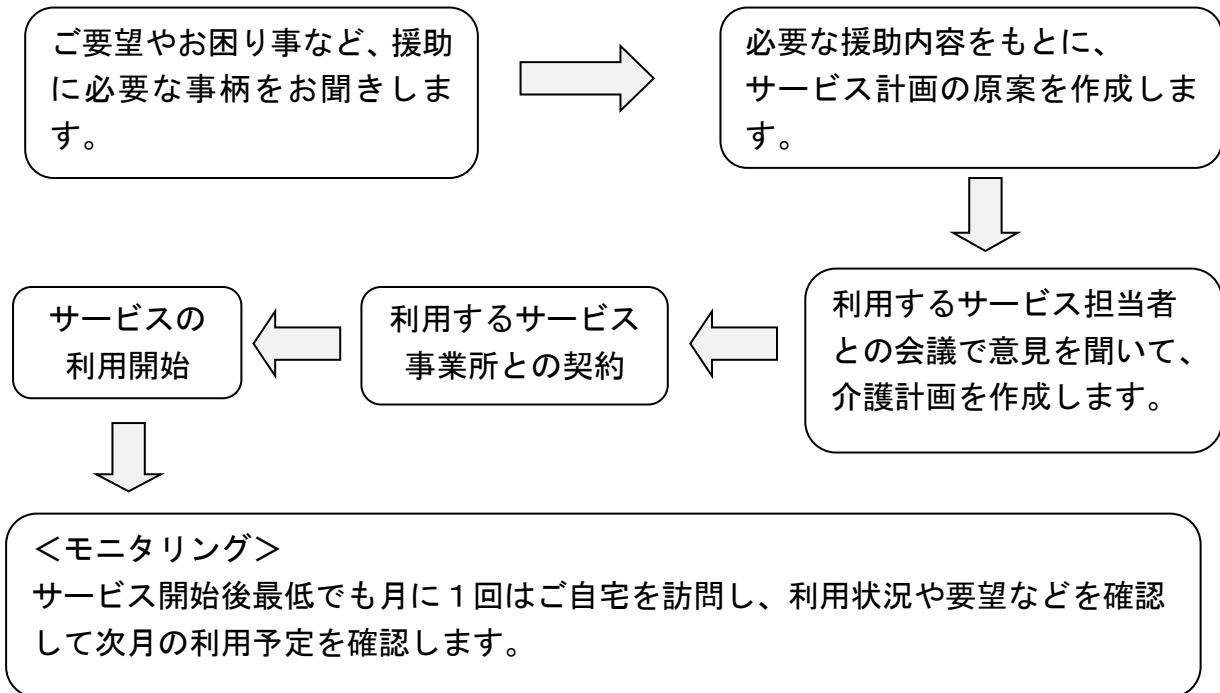 ご要望やお困り事など、援助
に必要な事柄をお聞きしま
す。
必要な援助内容をもとに、
サービス計画の原案を作成しま
す。
利用するサービス担当者
との会議で意見を聞いて、
介護計画を作成します。
利用するサービス
事業所との契約
サービスの
利用開始
＜モニタリング＞
サービス開始後最低でも月に１回はご自宅を訪問し、利用状況や要望などを確認
して次月の利用予定を確認します。